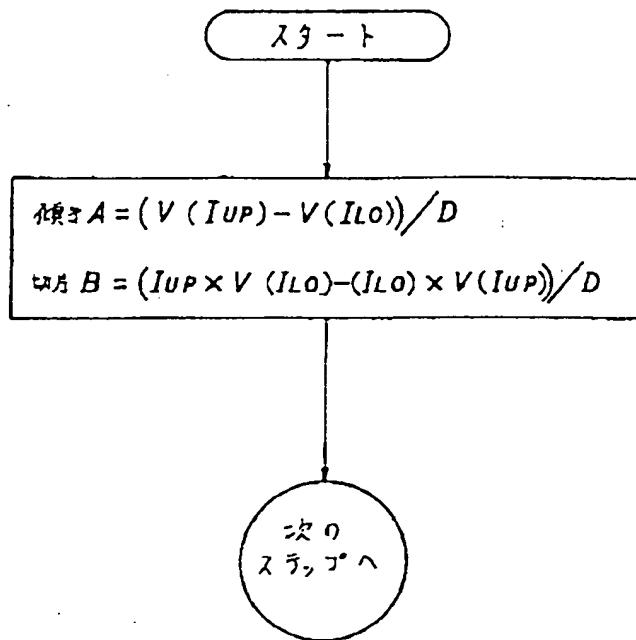 スタート
傾き A = (V (IUP) - V(ILO)) / D
切片 B = (IUP × V (ILO) - (ILO) × V(IUP)) / D
次の
ステップへ